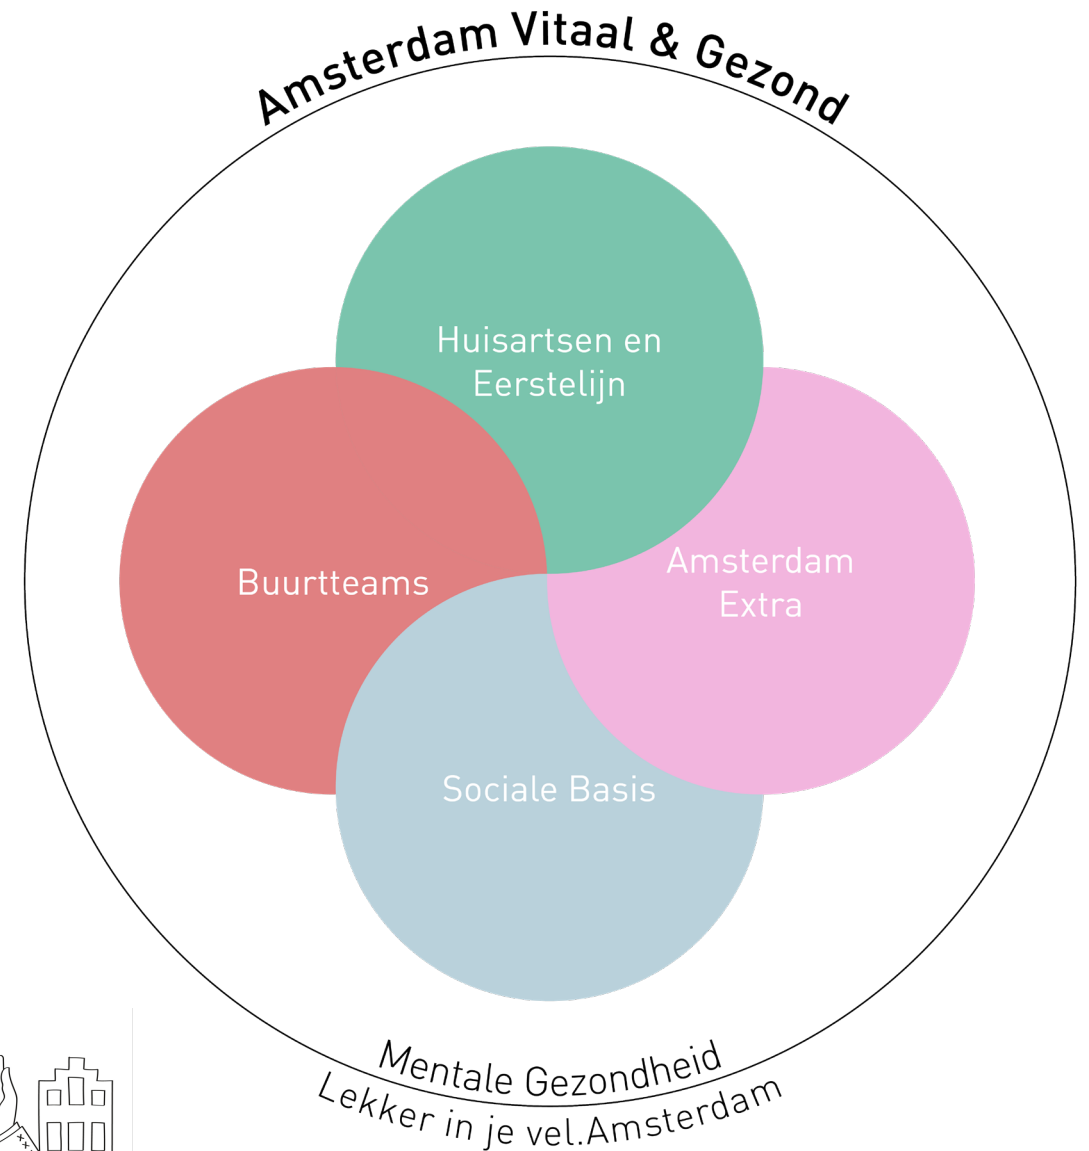 Amsterdam Vitaal & Gezond
Huisartsen en
Eerstelijn
Buurtteams
Amsterdam
Extra
Sociale Basis
Mentale Gezondheid
Lekker in je vel.Amsterdam